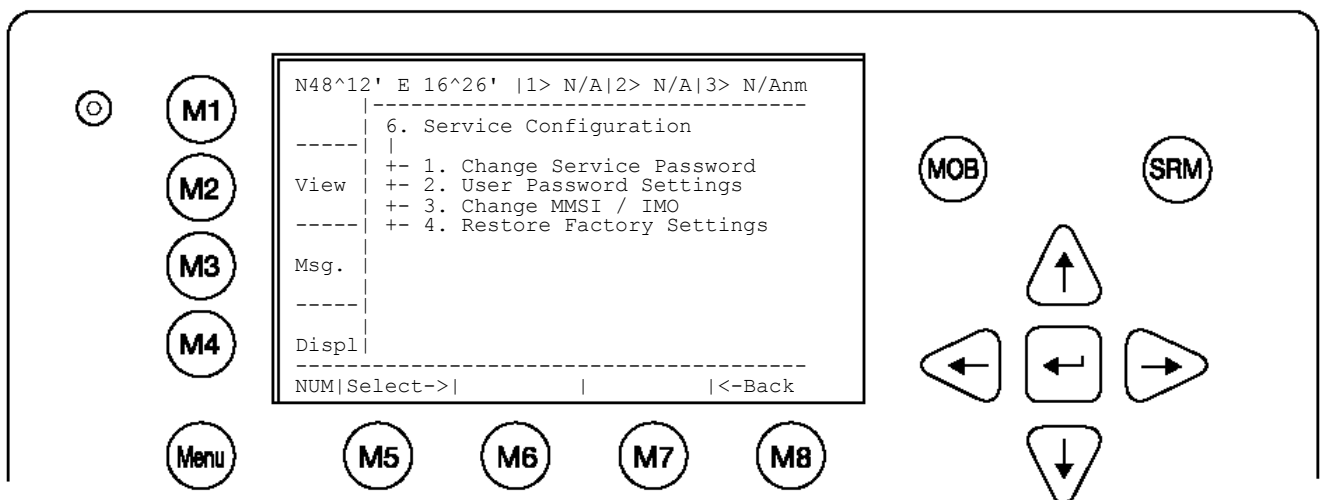 N48^12' E 16^26' |1> N/A|2> N/A|3> N/Anm
6. Service Configuration
+- 1. Change Service Password
View | +- 2. User Password Settings
+- 3. Change MMSI / IMO
+- 4. Restore Factory Settings
Msg.
Displ|
NUM|Select->| | |<-Back
M1
M2
M3
M4
Menu
M5
M6
M7
M8
MOB
SRM